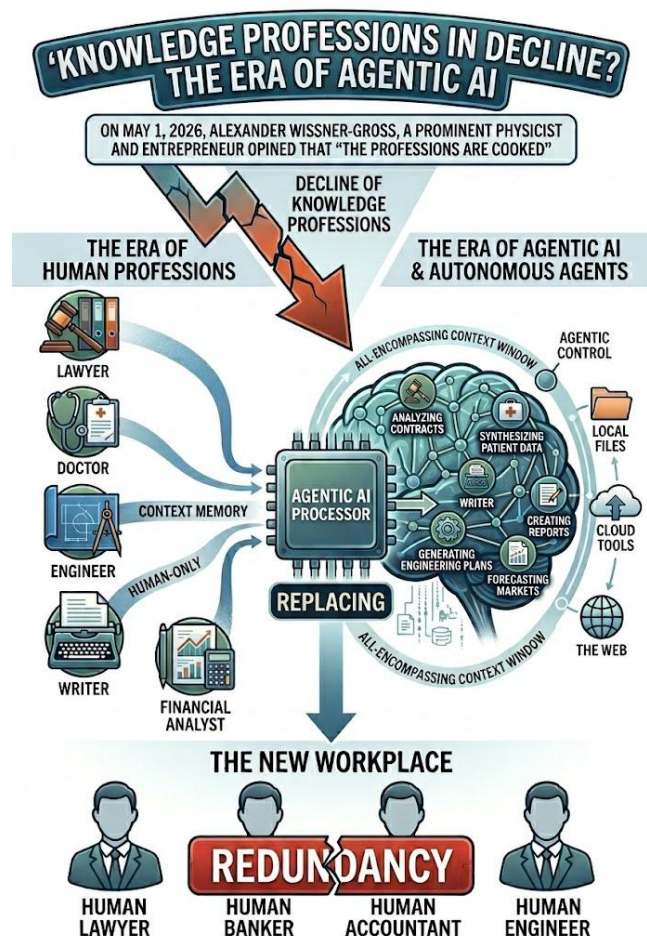 ‘KNOWLEDGE PROFESSIONS IN DECLINE?
THE ERA OF AGENTIC AI
ON MAY 1, 2026, ALEXANDER WISSNER-GROSS, A PROMINENT PHYSICIST
AND ENTREPRENEUR OPINED THAT “THE PROFESSIONS ARE COOKED”
DECLINE OF
KNOWLEDGE
PROFESSIONS
THE ERA OF
HUMAN PROFESSIONS
LAWYER
DOCTOR
ENGINEER
WRITER
FINANCIAL
ANALYST
CONTEXT MEMORY
HUMAN-ONLY
AGENTIC AI
PROCESSOR
REPLACING
THE ERA OF AGENTIC AI
& AUTONOMOUS AGENTS
ALL-ENCOMPASSING CONTEXT WINDOW
AGENTIC
CONTROL
ANALYZING
CONTRACTS
SYNTHESIZING
PATIENT DATA
WRITER
CREATING
REPORTS
GENERATING
ENGINEERING PLANS
FORECASTING
MARKETS
LOCAL
FILES
CLOUD
TOOLS
THE WEB
ALL-ENCOMPASSING CONTEXT WINDOW
THE NEW WORKPLACE
REDUNDANCY
HUMAN
LAWYER
HUMAN
BANKER
HUMAN
ACCOUNTANT
HUMAN
ENGINEER